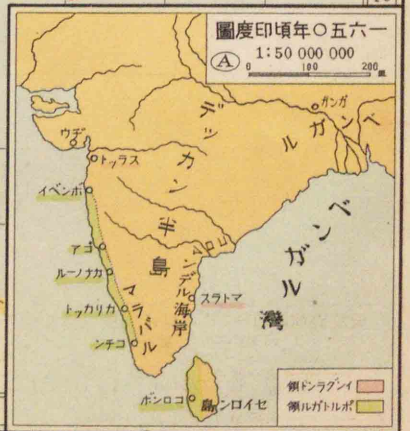 一六五〇年頃印度圖
A
1:50 000 000
0 100 200
デッカン半島
ベンガル
ベンガル灣
ヂウ
スラット
ボンベイ
ゴア
カナノール
カリカット
コチン
マラバル
コロマンデル海岸
マトラス
コロンボ
セイロン島
イングランド領
ポルトガル領